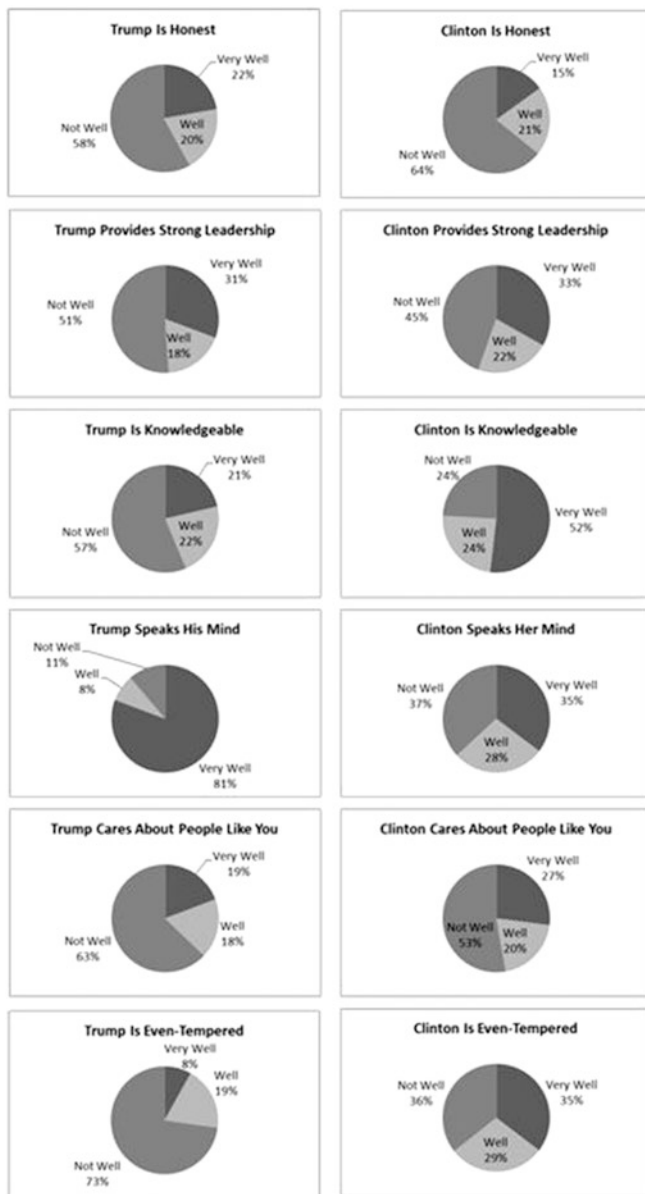 Trump Is Honest
Very Well
22%
Well
20%
Not Well
58%
Clinton Is Honest
Very Well
15%
Well
21%
Not Well
64%
Trump Provides Strong Leadership
Very Well
31%
Not Well
51%
Well
18%
Clinton Provides Strong Leadership
Very Well
33%
Not Well
45%
Well
22%
Trump Is Knowledgeable
Very Well
21%
Well
22%
Not Well
57%
Clinton Is Knowledgeable
Not Well
24%
Very Well
52%
Well
24%
Trump Speaks His Mind
Not Well
11%
Well
8%
Very Well
81%
Clinton Speaks Her Mind
Not Well
37%
Very Well
35%
Well
28%
Trump Cares About People Like You
Very Well
19%
Well
18%
Not Well
63%
Clinton Cares About People Like You
Very Well
27%
Not Well
53%
Well
20%
Trump Is Even-Tempered
Very Well
8%
Well
19%
Not Well
73%
Clinton Is Even-Tempered
Not Well
36%
Very Well
35%
Well
29%